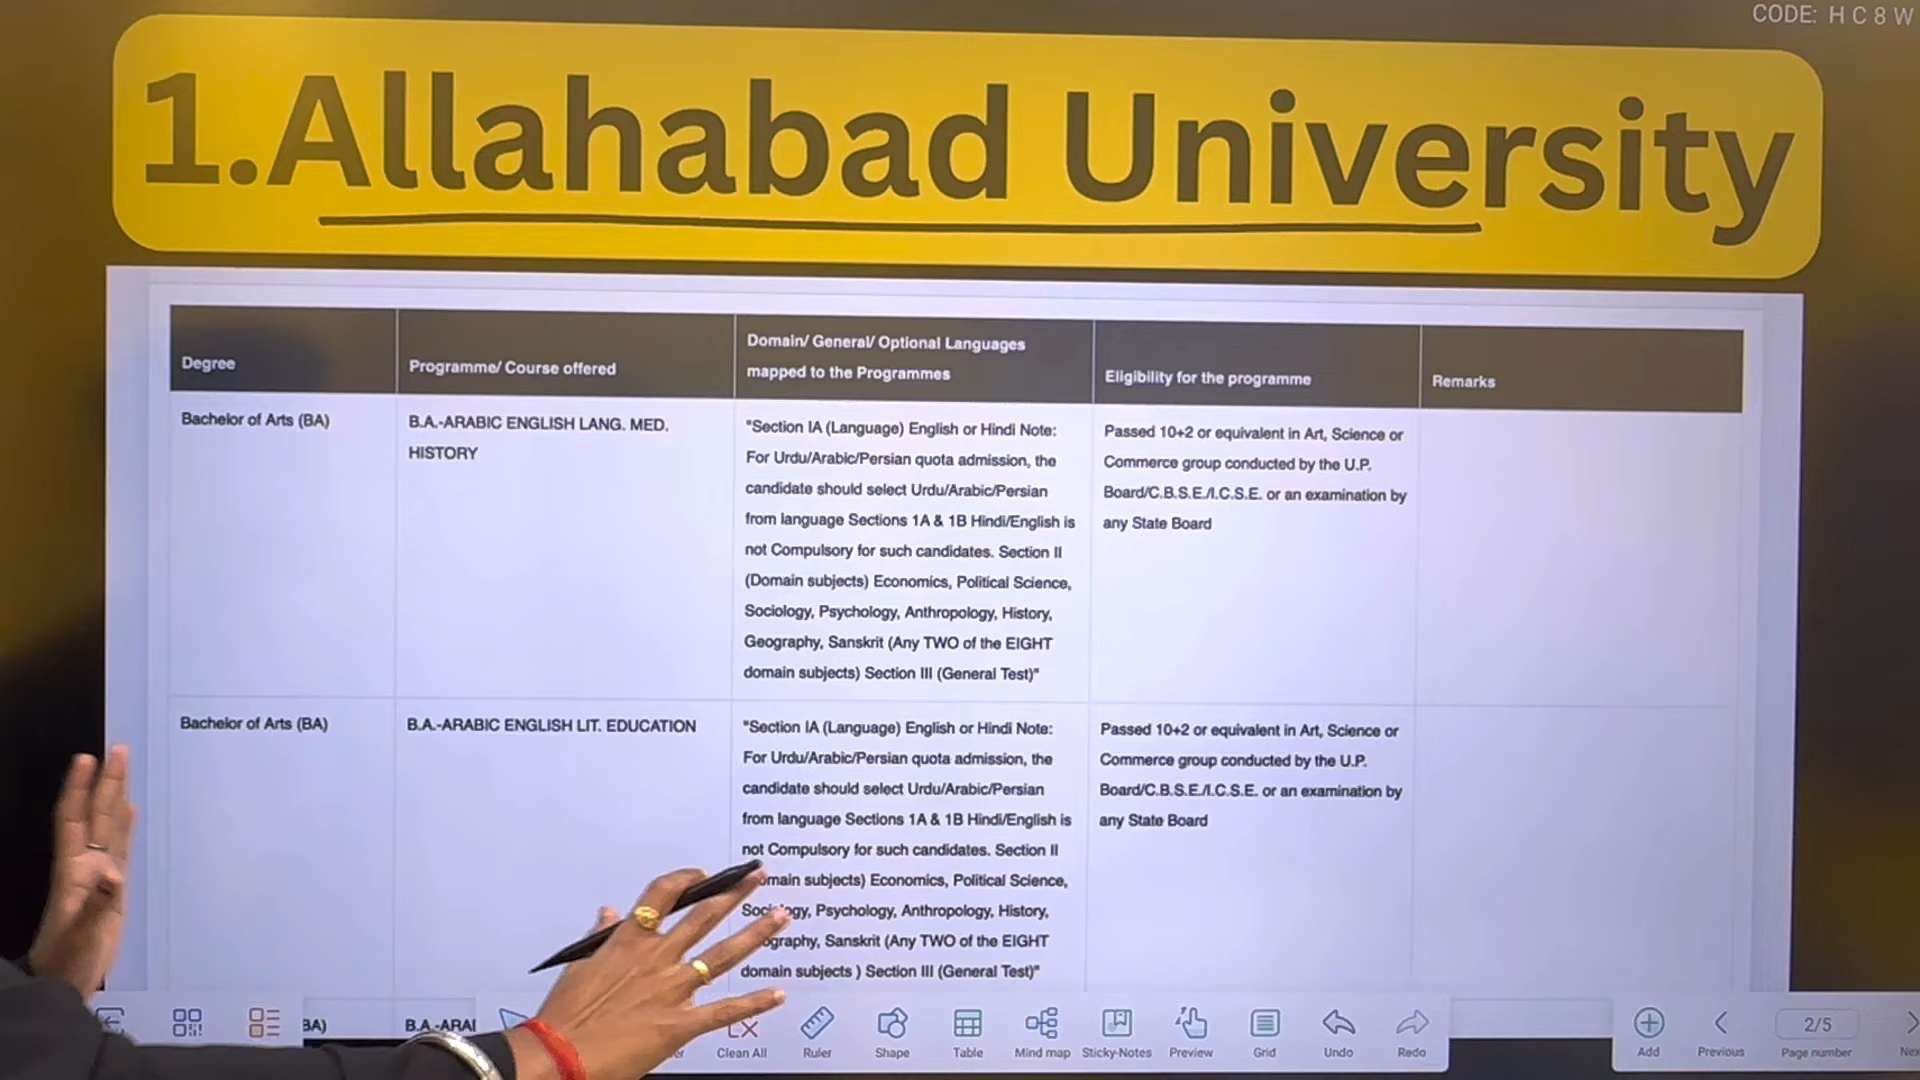 CODE: H C 8 W
1.Allahabad University
Degree
Programme/ Course offered
Domain/ General/ Optional Languages
mapped to the Programmes
Eligibility for the programme
Remarks
Bachelor of Arts (BA)
B.A.-ARABIC ENGLISH LANG. MED.
HISTORY
"Section IA (Language) English or Hindi Note:
For Urdu/Arabic/Persian quota admission, the
candidate should select Urdu/Arabic/Persian
from language Sections 1A & 1B Hindi/English is
not Compulsory for such candidates. Section II
(Domain subjects) Economics, Political Science,
Sociology, Psychology, Anthropology, History,
Geography, Sanskrit (Any TWO of the EIGHT
domain subjects) Section III (General Test)"
Passed 10+2 or equivalent in Art, Science or
Commerce group conducted by the U.P.
Board/C.B.S.E./I.C.S.E. or an examination by
any State Board
Bachelor of Arts (BA)
B.A.-ARABIC ENGLISH LIT. EDUCATION
"Section IA (Language) English or Hindi Note:
For Urdu/Arabic/Persian quota admission, the
candidate should select Urdu/Arabic/Persian
from language Sections 1A & 1B Hindi/English is
not Compulsory for such candidates. Section II
subjects) Economics, Political Science,
Psychology, Anthropology, History,
Sanskrit (Any TWO of the EIGHT
domain subjects ) Section III (General Test)"
Passed 10+2 or equivalent in Art, Science or
Commerce group conducted by the U.P.
Board/C.B.S.E./I.C.S.E. or an examination by
any State Board
BA)
B.A.-ARA
Clean All
Ruler
Shape
Table
Mind map
Sticky-Notes
Preview
Grid
Undo
Redo
Add
Previous
2/5
Page number